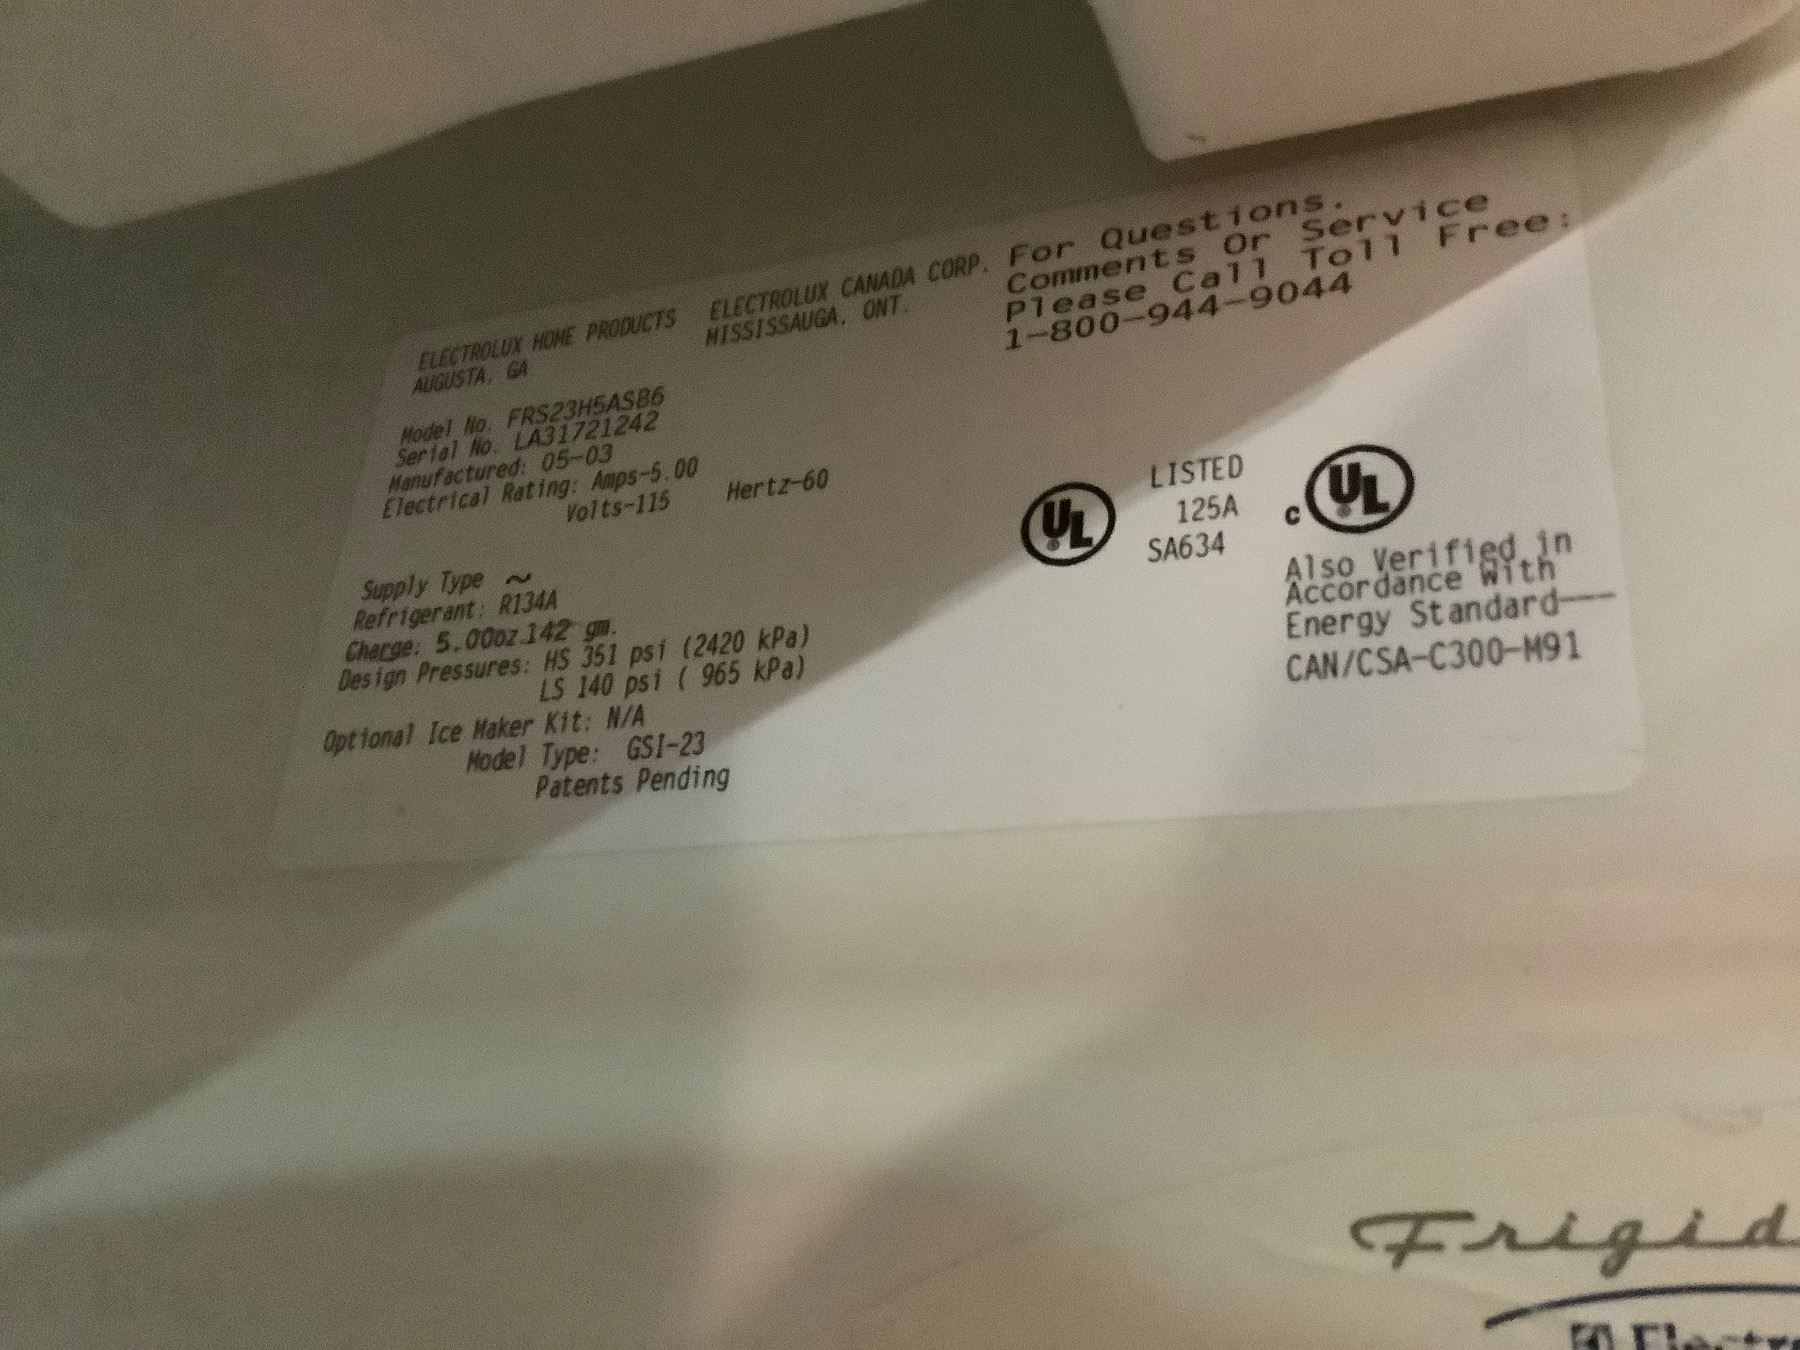 ELECTROLUX HOME PRODUCTS
AUGUSTA, GA
ELECTROLUX CANADA CORP.
MISSISSAUGA, ONT.
For Questions,
Comments Or Service
Please Call Toll Free:
1-800-944-9044
Model No. FRS23H5ASB6
Serial No. LA31721242
Manufactured: 05-03
Electrical Rating: Amps-5.00
Volts-115 Hertz-60
Supply Type ~
Refrigerant: R134A
Charge: 5.00oz.142 gm.
Design Pressures: HS 351 psi (2420 kPa)
LS 140 psi ( 965 kPa)
Optional Ice Maker Kit: N/A
Model Type: GSI-23
Patents Pending
UL
®
LISTED
125A
SA634
c UL
®
Also Verified in
Accordance With
Energy Standard---
CAN/CSA-C300-M91
Frigid
Electr